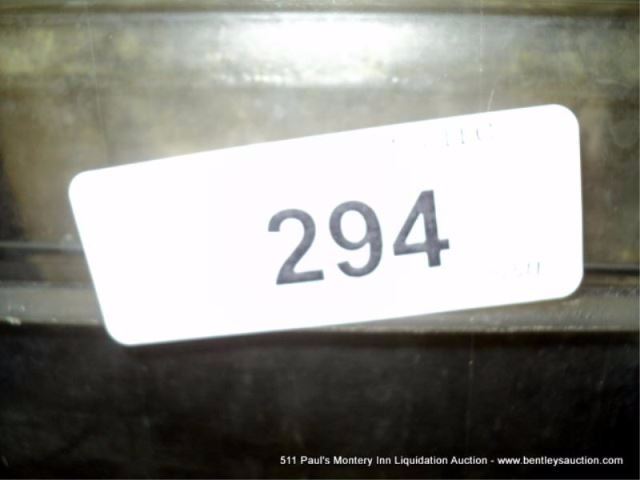 294
511 Paul's Montery Inn Liquidation Auction - www.bentleysauction.com